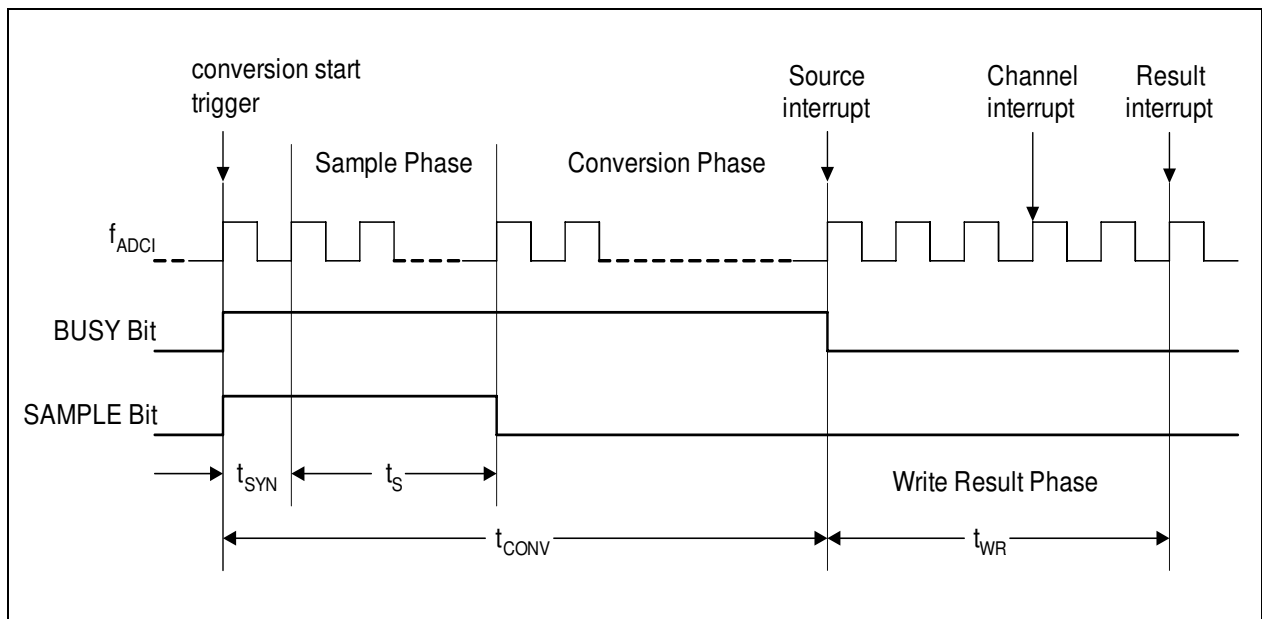 conversion start
trigger
Source
interrupt
Channel
interrupt
Result
interrupt
Sample Phase
Conversion Phase
fADCI
BUSY Bit
SAMPLE Bit
tSYN
tS
Write Result Phase
tCONV
tWR